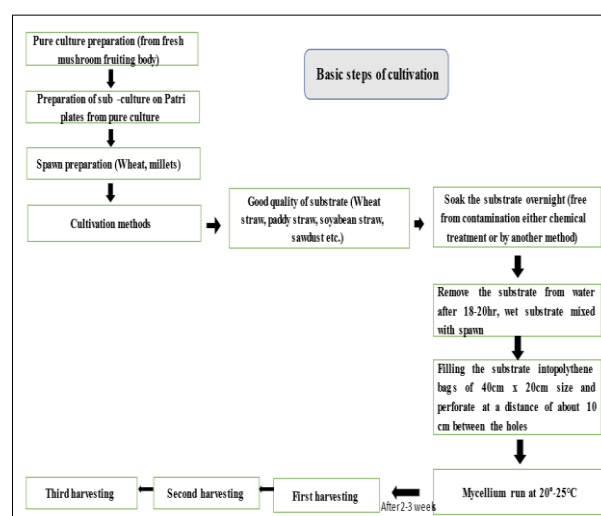 Pure culture preparation (from fresh
mushroom fruiting body)
Basic steps of cultivation
Preparation of sub -culture on Patri
plates from pure culture
Spawn preparation (Wheat, millets)
Cultivation methods
Good quality of substrate (Wheat
straw, paddy straw, soyabean straw,
sawdust etc.)
Soak the substrate overnight (free
from contamination either chemical
treatment or by another method)
Remove the substrate from water
after 18-20hr, wet substrate mixed
with spawn
Filling the substrate intopolythene
bags of 40cm x 20cm size and
perforate at a distance of about 10
cm between the holes
Mycellium run at 20⁰-25°C
After 2-3 weeks
First harvesting
Second harvesting
Third harvesting